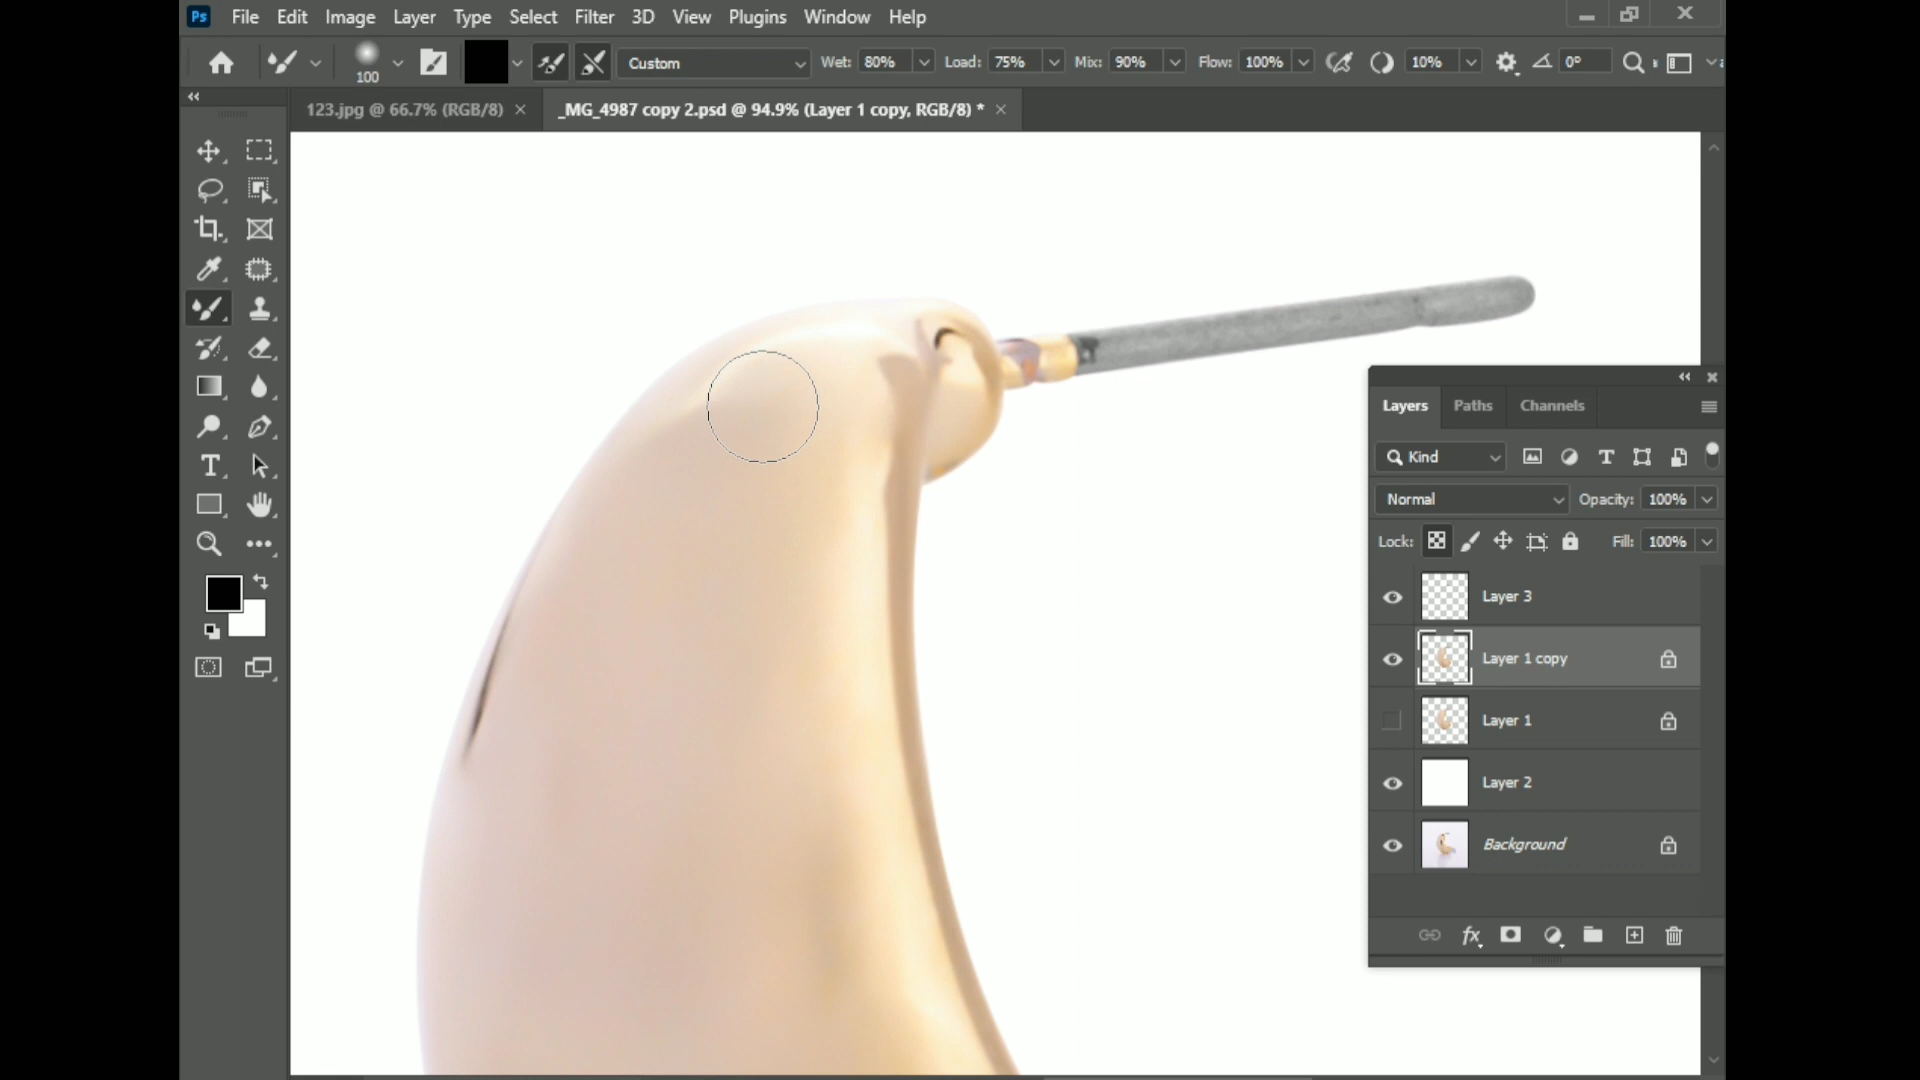 Ps File Edit Image Layer Type Select Filter 3D View Plugins Window Help
100 Custom Wet: 80% Load: 75% Mix: 90% Flow: 100% 10% 0°
123.jpg @ 66.7% (RGB/8) _MG_4987 copy 2.psd @ 94.9% (Layer 1 copy, RGB/8) *
Layers Paths Channels
Kind
Normal Opacity: 100%
Lock: Fill: 100%
Layer 3
Layer 1 copy
Layer 1
Layer 2
Background